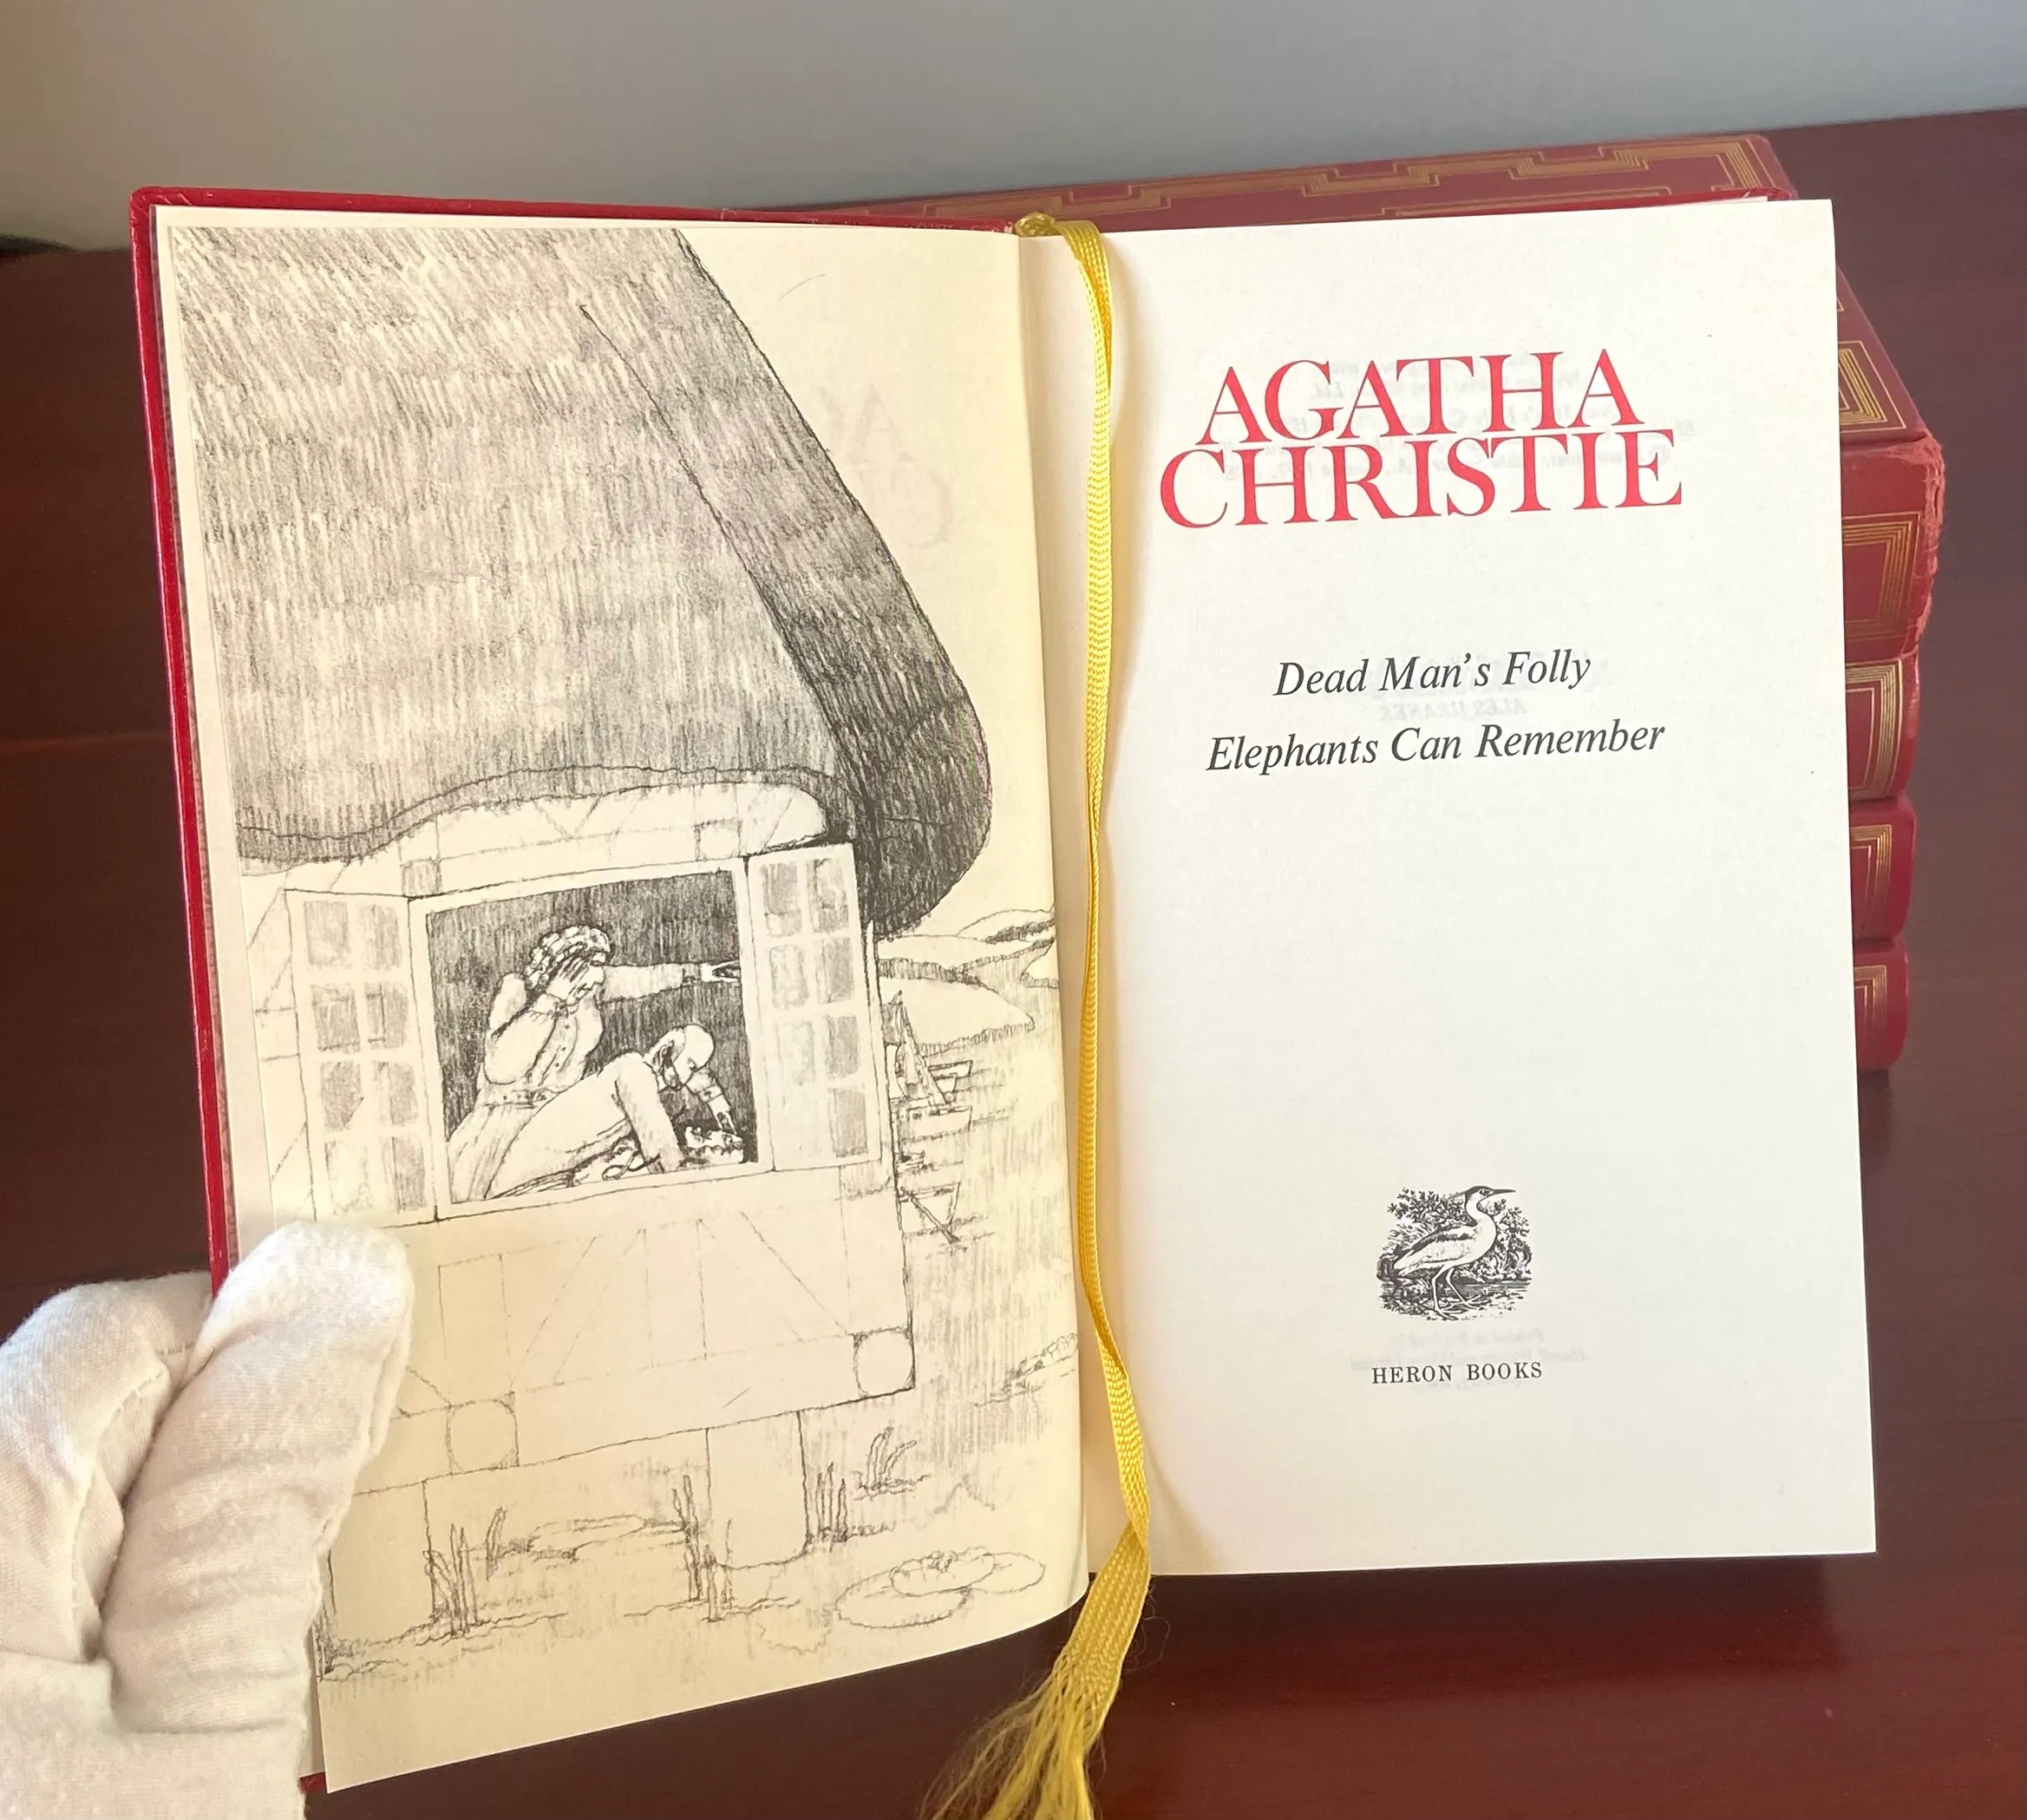 AGATHA
CHRISTIE
Dead Man's Folly
Elephants Can Remember
HERON BOOKS